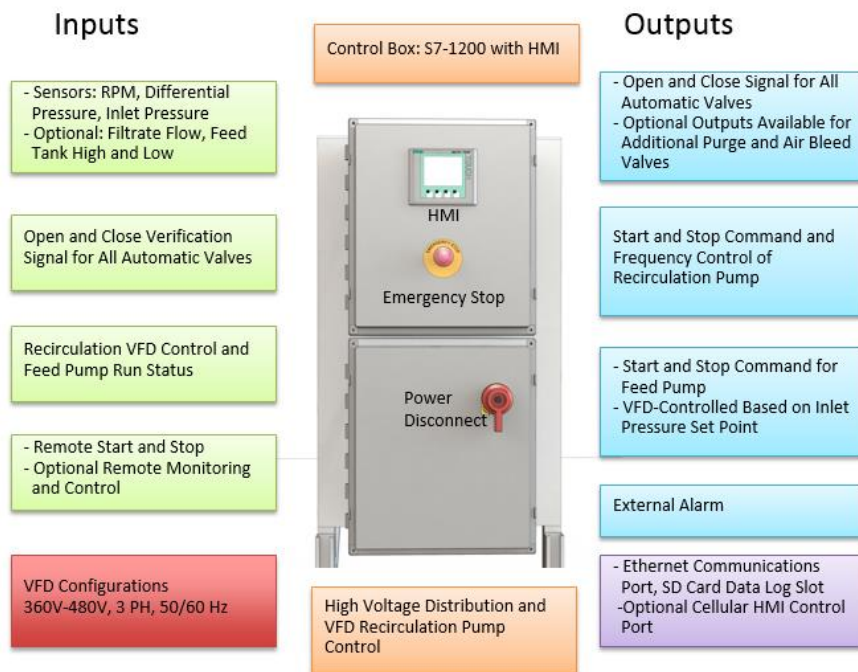 Inputs
Control Box: S7-1200 with HMI
Outputs
- Sensors: RPM, Differential
Pressure, Inlet Pressure
- Optional: Filtrate Flow, Feed
Tank High and Low
Open and Close Verification
Signal for All Automatic Valves
Recirculation VFD Control and
Feed Pump Run Status
- Remote Start and Stop
- Optional Remote Monitoring
and Control
VFD Configurations
360V-480V, 3 PH, 50/60 Hz
TOUCH
HMI
Emergency Stop
Power
Disconnect
High Voltage Distribution and
VFD Recirculation Pump
Control
- Open and Close Signal for All
Automatic Valves
- Optional Outputs Available for
Additional Purge and Air Bleed
Valves
Start and Stop Command and
Frequency Control of
Recirculation Pump
- Start and Stop Command for
Feed Pump
- VFD-Controlled Based on Inlet
Pressure Set Point
External Alarm
- Ethernet Communications
Port, SD Card Data Log Slot
-Optional Cellular HMI Control
Port